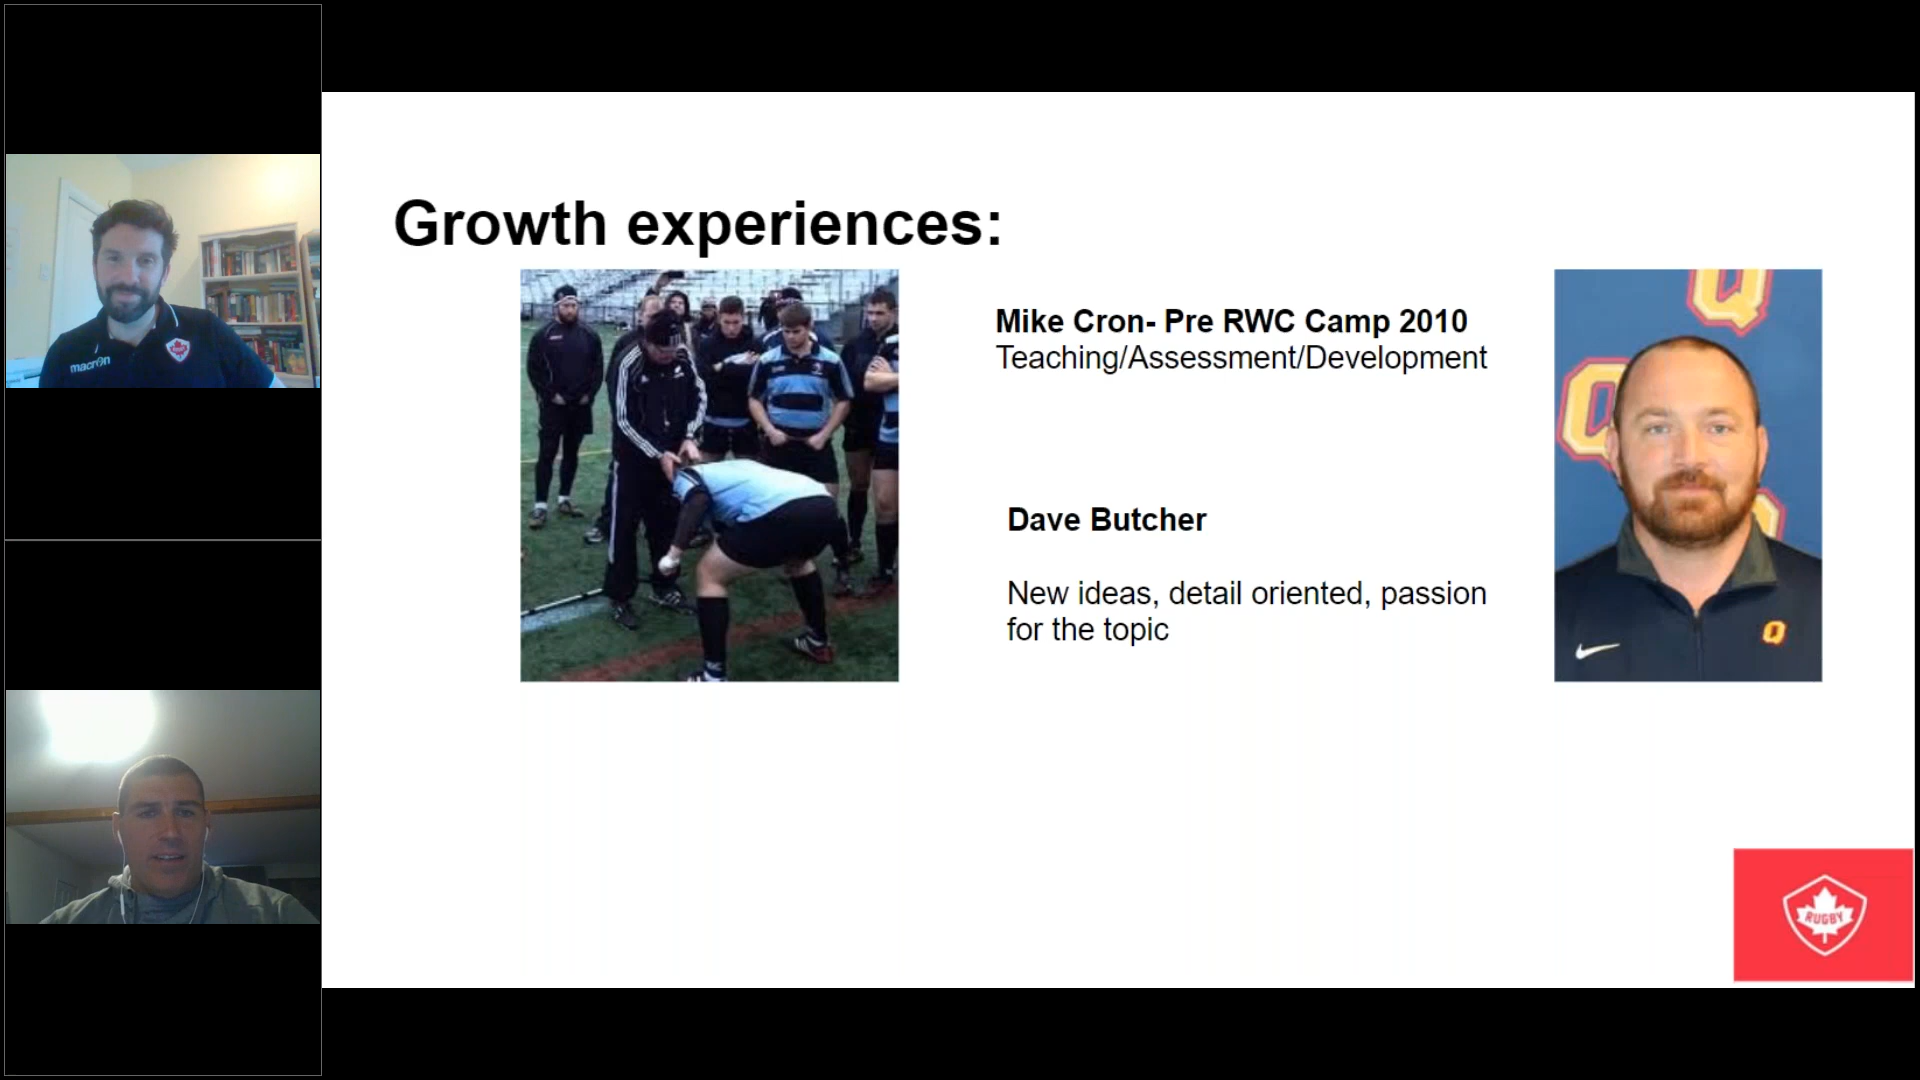 Growth experiences:
Mike Cron- Pre RWC Camp 2010
Teaching/Assessment/Development
Dave Butcher
New ideas, detail oriented, passion
for the topic
macron
Q
Q
Q
RUGBY